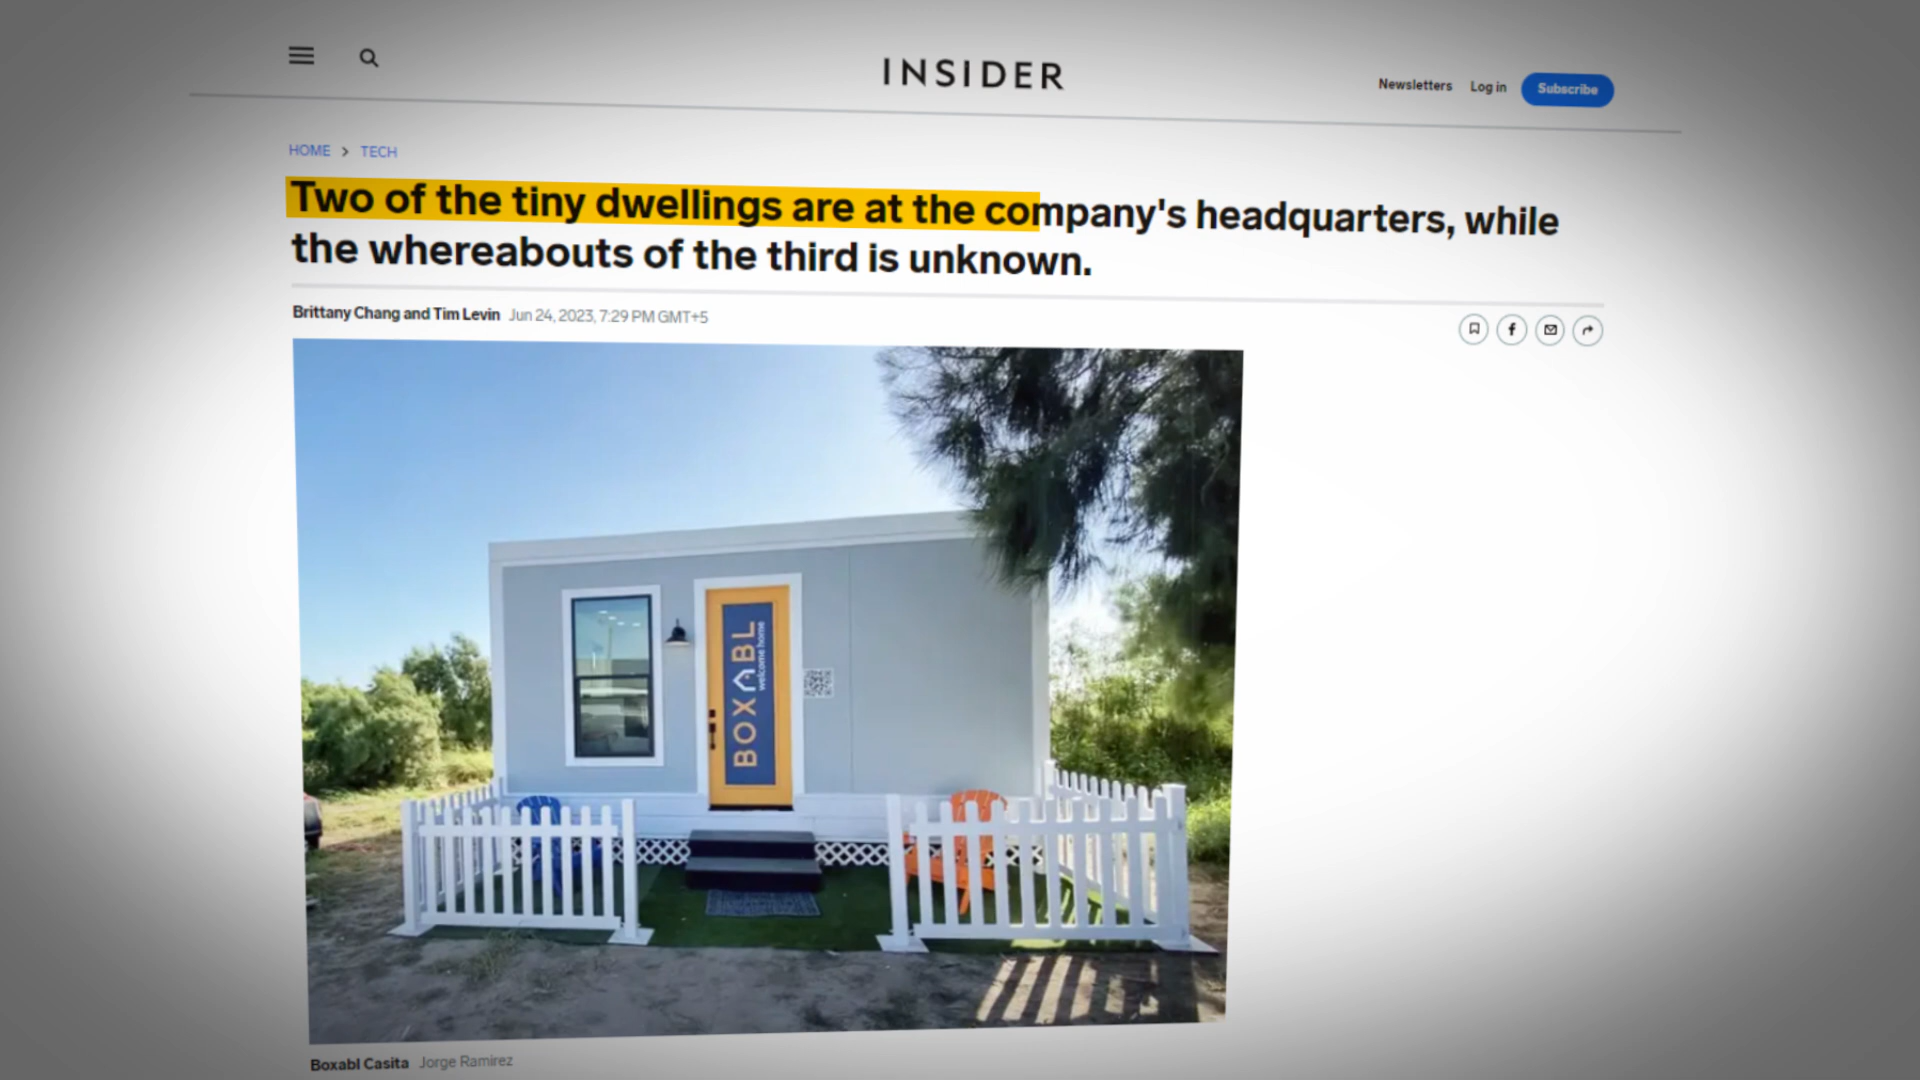 INSIDER
Newsletters Log in Subscribe
HOME > TECH
Two of the tiny dwellings are at the company's headquarters, while
the whereabouts of the third is unknown.
Brittany Chang and Tim Levin Jun 24, 2023, 7:29 PM GMT+5
BOXABL
welcome home
Boxabl Casita Jorge Ramirez